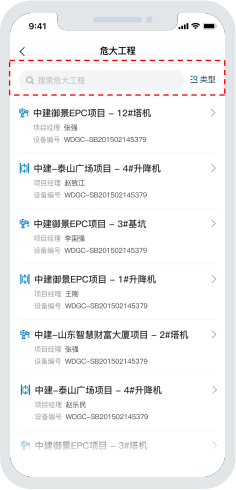 9:41
危大工程
搜索危大工程
类型
中建御景EPC项目 - 12#塔机
项目经理 张强
设备编号 WDGC-SB201502145379
中建-泰山广场项目 - 4#升降机
项目经理 赵致江
设备编号 WDGC-SB201502145379
中建御景EPC项目 - 3#基坑
项目经理 李国强
设备编号 WDGC-SB201502145379
中建御景EPC项目 - 1#升降机
项目经理 王刚
设备编号 WDGC-SB201502145379
中建-山东智慧财富大厦项目 - 2#塔机
项目经理 张强
设备编号 WDGC-SB201502145379
中建-泰山广场项目 - 4#升降机
项目经理 赵乐民
设备编号 WDGC-SB201502145379
中建御景EPC项目 - 3#塔机